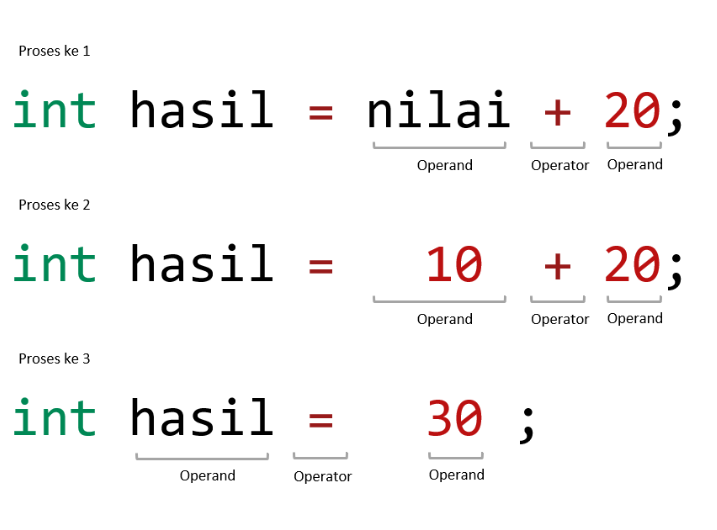 Proses ke 1
int hasil = nilai + 20;
Operand Operator Operand
Proses ke 2
int hasil = 10 + 20;
Operand Operator Operand
Proses ke 3
int hasil = 30 ;
Operand Operator Operand